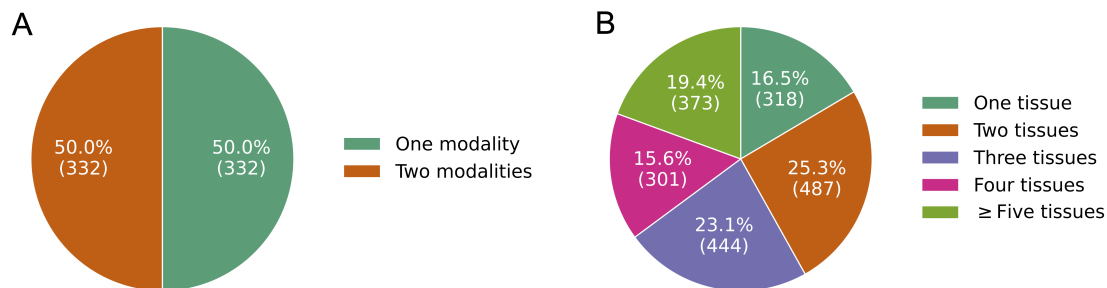 A
50.0%
(332)
50.0%
(332)
One modality
Two modalities
B
19.4%
(373)
16.5%
(318)
15.6%
(301)
25.3%
(487)
23.1%
(444)
One tissue
Two tissues
Three tissues
Four tissues
≥ Five tissues